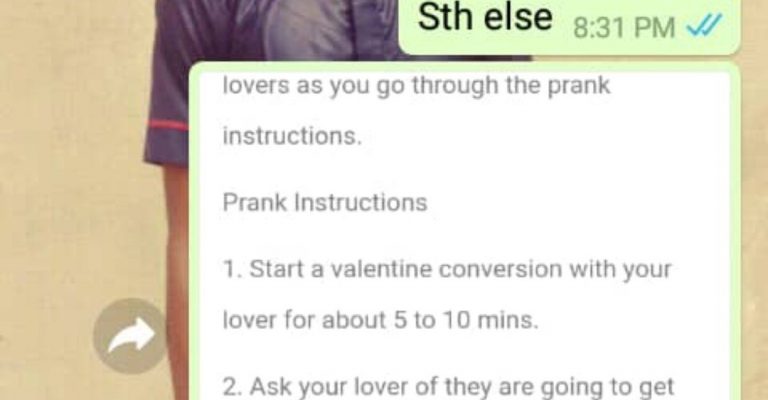 Sth else 8:31 PM
lovers as you go through the prank
instructions.
Prank Instructions
1. Start a valentine conversion with your
lover for about 5 to 10 mins.
2. Ask your lover of they are going to get